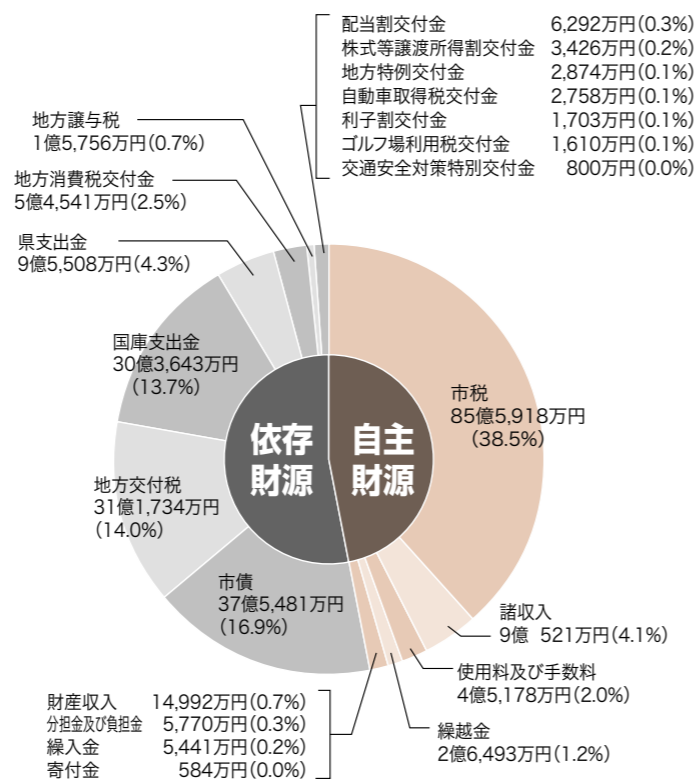 配当割交付金 6,292万円(0.3%)
株式等譲渡所得割交付金 3,426万円(0.2%)
地方特例交付金 2,874万円(0.1%)
自動車取得税交付金 2,758万円(0.1%)
利子割交付金 1,703万円(0.1%)
ゴルフ場利用税交付金 1,610万円(0.1%)
交通安全対策特別交付金 800万円(0.0%)
地方譲与税
1億5,756万円(0.7%)
地方消費税交付金
5億4,541万円(2.5%)
県支出金
9億5,508万円(4.3%)
国庫支出金
30億3,643万円
(13.7%)
地方交付税
31億1,734万円
(14.0%)
市債
37億5,481万円
(16.9%)
依存
財源
自主
財源
市税
85億5,918万円
(38.5%)
諸収入
9億 521万円(4.1%)
使用料及び手数料
4億5,178万円(2.0%)
繰越金
2億6,493万円(1.2%)
財産収入 14,992万円(0.7%)
分担金及び負担金 5,770万円(0.3%)
繰入金 5,441万円(0.2%)
寄付金 584万円(0.0%)